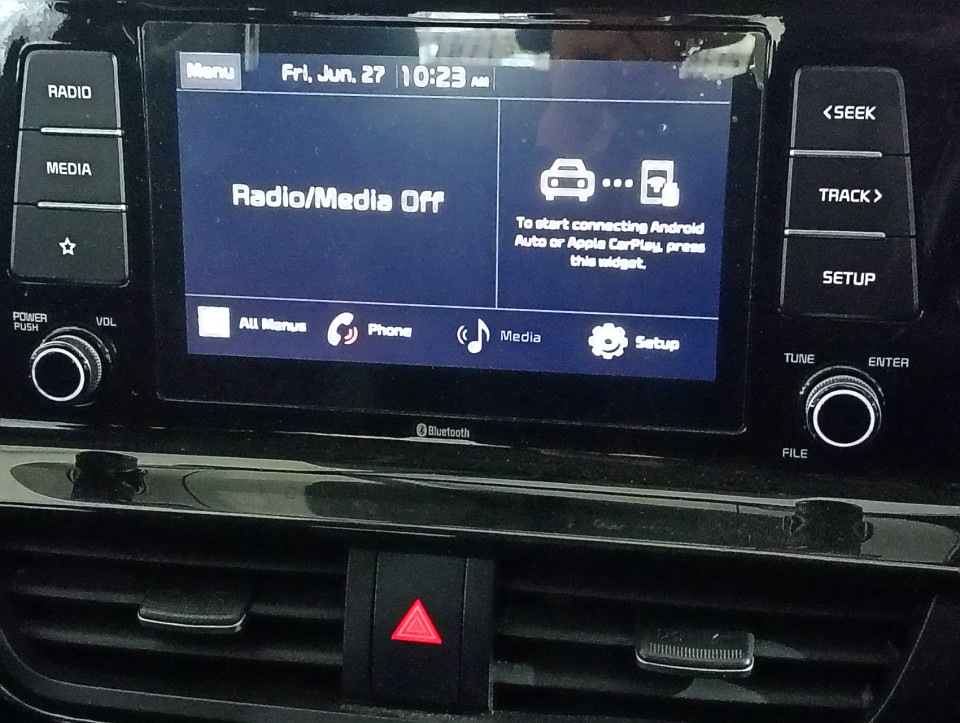 Menu
Fri, Jun. 27 10:23 AM
RADIO
MEDIA
Radio/Media Off
To start connecting Android
Auto or Apple CarPlay, press
this widget.
<SEEK
TRACK>
SETUP
All Menus
Phone
Media
Setup
POWER
PUSH
VOL
TUNE
ENTER
FILE
Bluetooth